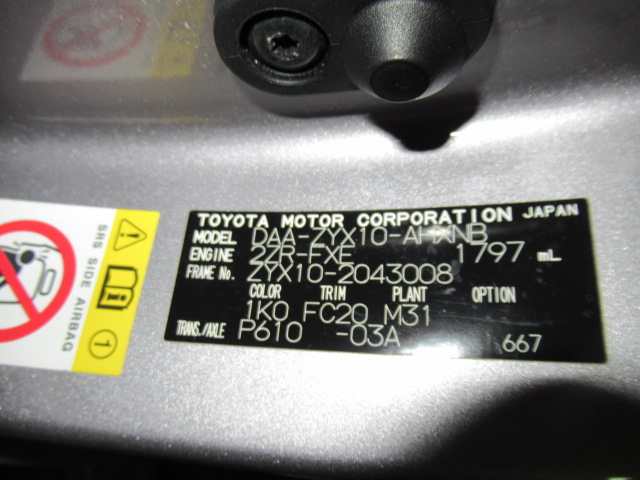 TOYOTA MOTOR CORPORATION JAPAN
MODEL DAA-ZYX10-AHXNB
ENGINE 2ZR-FXE 1797 mL
FRAME No. ZYX10-2043008
COLOR TRIM PLANT OPTION
1K0 FC20 M31
TRANS./AXLE P610 -03A
667
SRS SIDE AIRBAG
1